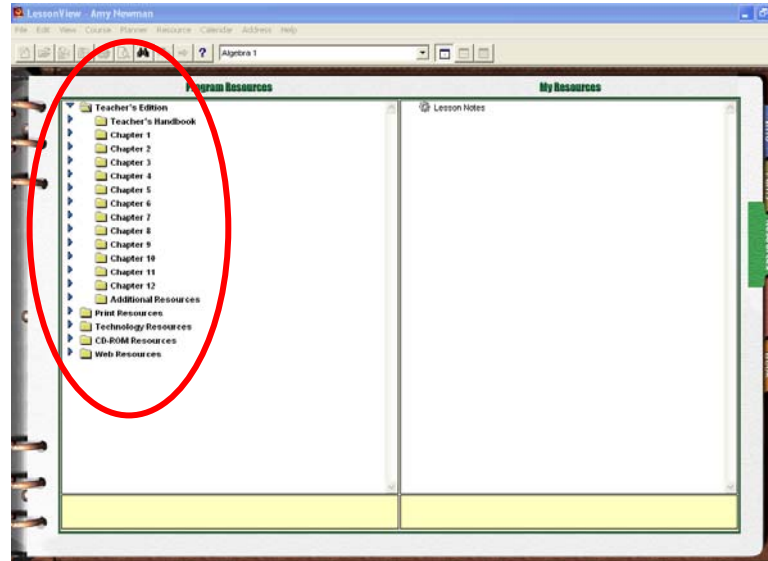 LessonView - Amy Newman
File Edit View Course Planner Resource Calendar Address Help
? Algebra 1
Program Resources
Teacher's Edition
Teacher's Handbook
Chapter 1
Chapter 2
Chapter 3
Chapter 4
Chapter 5
Chapter 6
Chapter 7
Chapter 8
Chapter 9
Chapter 10
Chapter 11
Chapter 12
Additional Resources
Print Resources
Technology Resources
CD-ROM Resources
Web Resources
My Resources
Lesson Notes